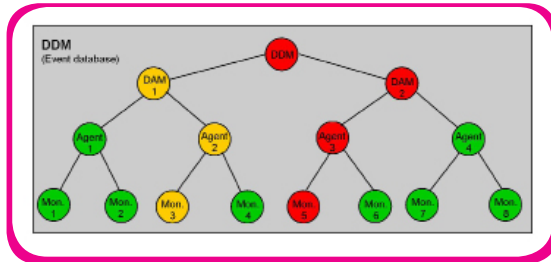 DDM
(Event database)
DDM
DAM
1
DAM
2
Agent
1
Agent
2
Agent
3
Agent
4
Mon.
1
Mon.
2
Mon.
3
Mon.
4
Mon.
5
Mon.
6
Mon.
7
Mon.
8